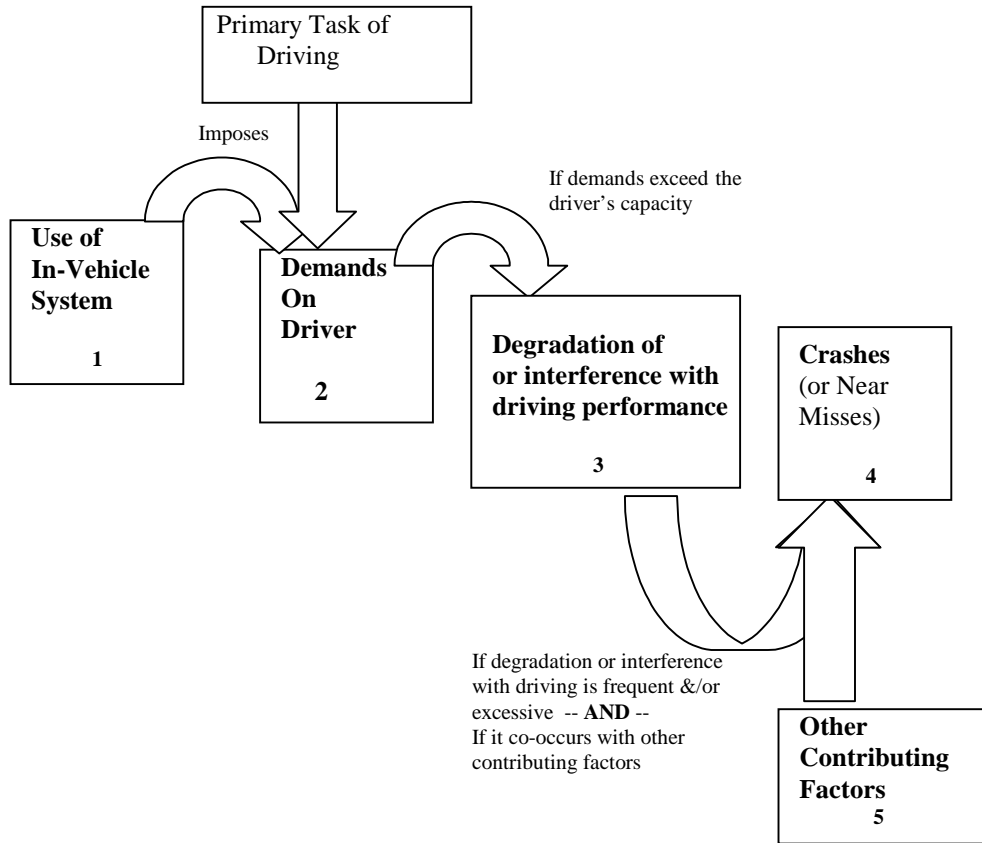 Primary Task of
Driving
Imposes
If demands exceed the
driver's capacity
Use of
In-Vehicle
System
1
Demands
On
Driver
2
Degradation of
or interference with
driving performance
3
Crashes
(or Near
Misses)
4
If degradation or interference
with driving is frequent &/or
excessive -- AND --
If it co-occurs with other
contributing factors
Other
Contributing
Factors
5